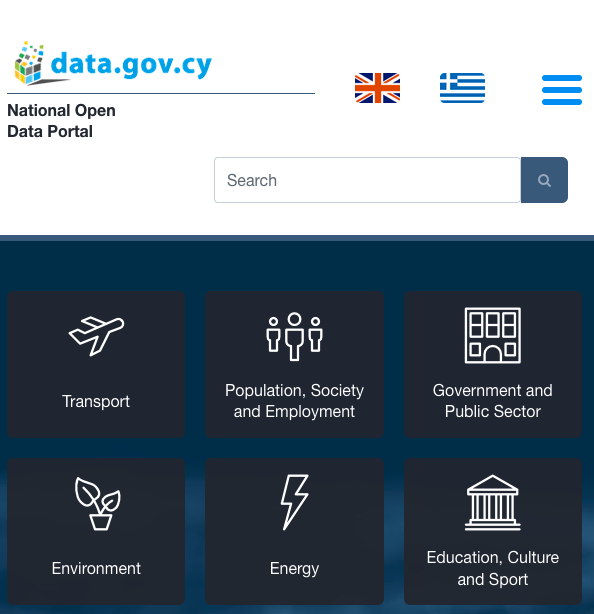 data.gov.cy
National Open
Data Portal
Search
Transport
Population, Society
and Employment
Government and
Public Sector
Environment
Energy
Education, Culture
and Sport